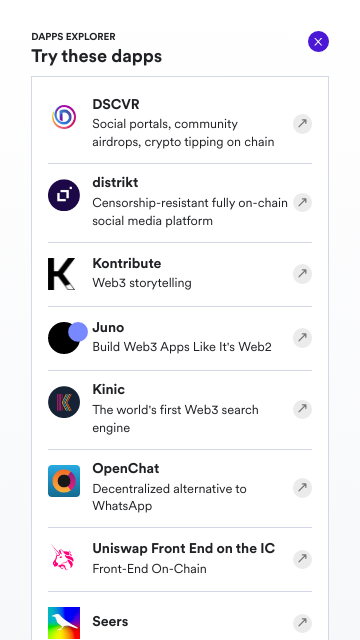 DAPPS EXPLORER
Try these dapps
DSCVR
Social portals, community
airdrops, crypto tipping on chain
distrikt
Censorship-resistant fully on-chain
social media platform
Kontribute
Web3 storytelling
Juno
Build Web3 Apps Like It's Web2
Kinic
The world's first Web3 search
engine
OpenChat
Decentralized alternative to
WhatsApp
Uniswap Front End on the IC
Front-End On-Chain
Seers